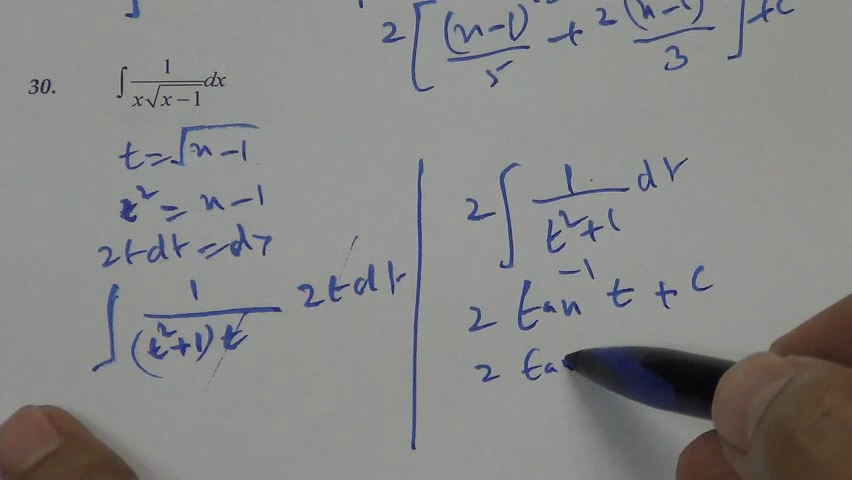 2[(x-1)/5 + 2(x-1)/3] + c
30. ∫ 1/(x√(x-1)) dx
t = √(x-1)
t² = x-1
2t dt = dx
∫ 1/((t²+1)t) 2t dt
2∫ 1/(t²+1) dt
2 tan⁻¹ t + c
2 tan